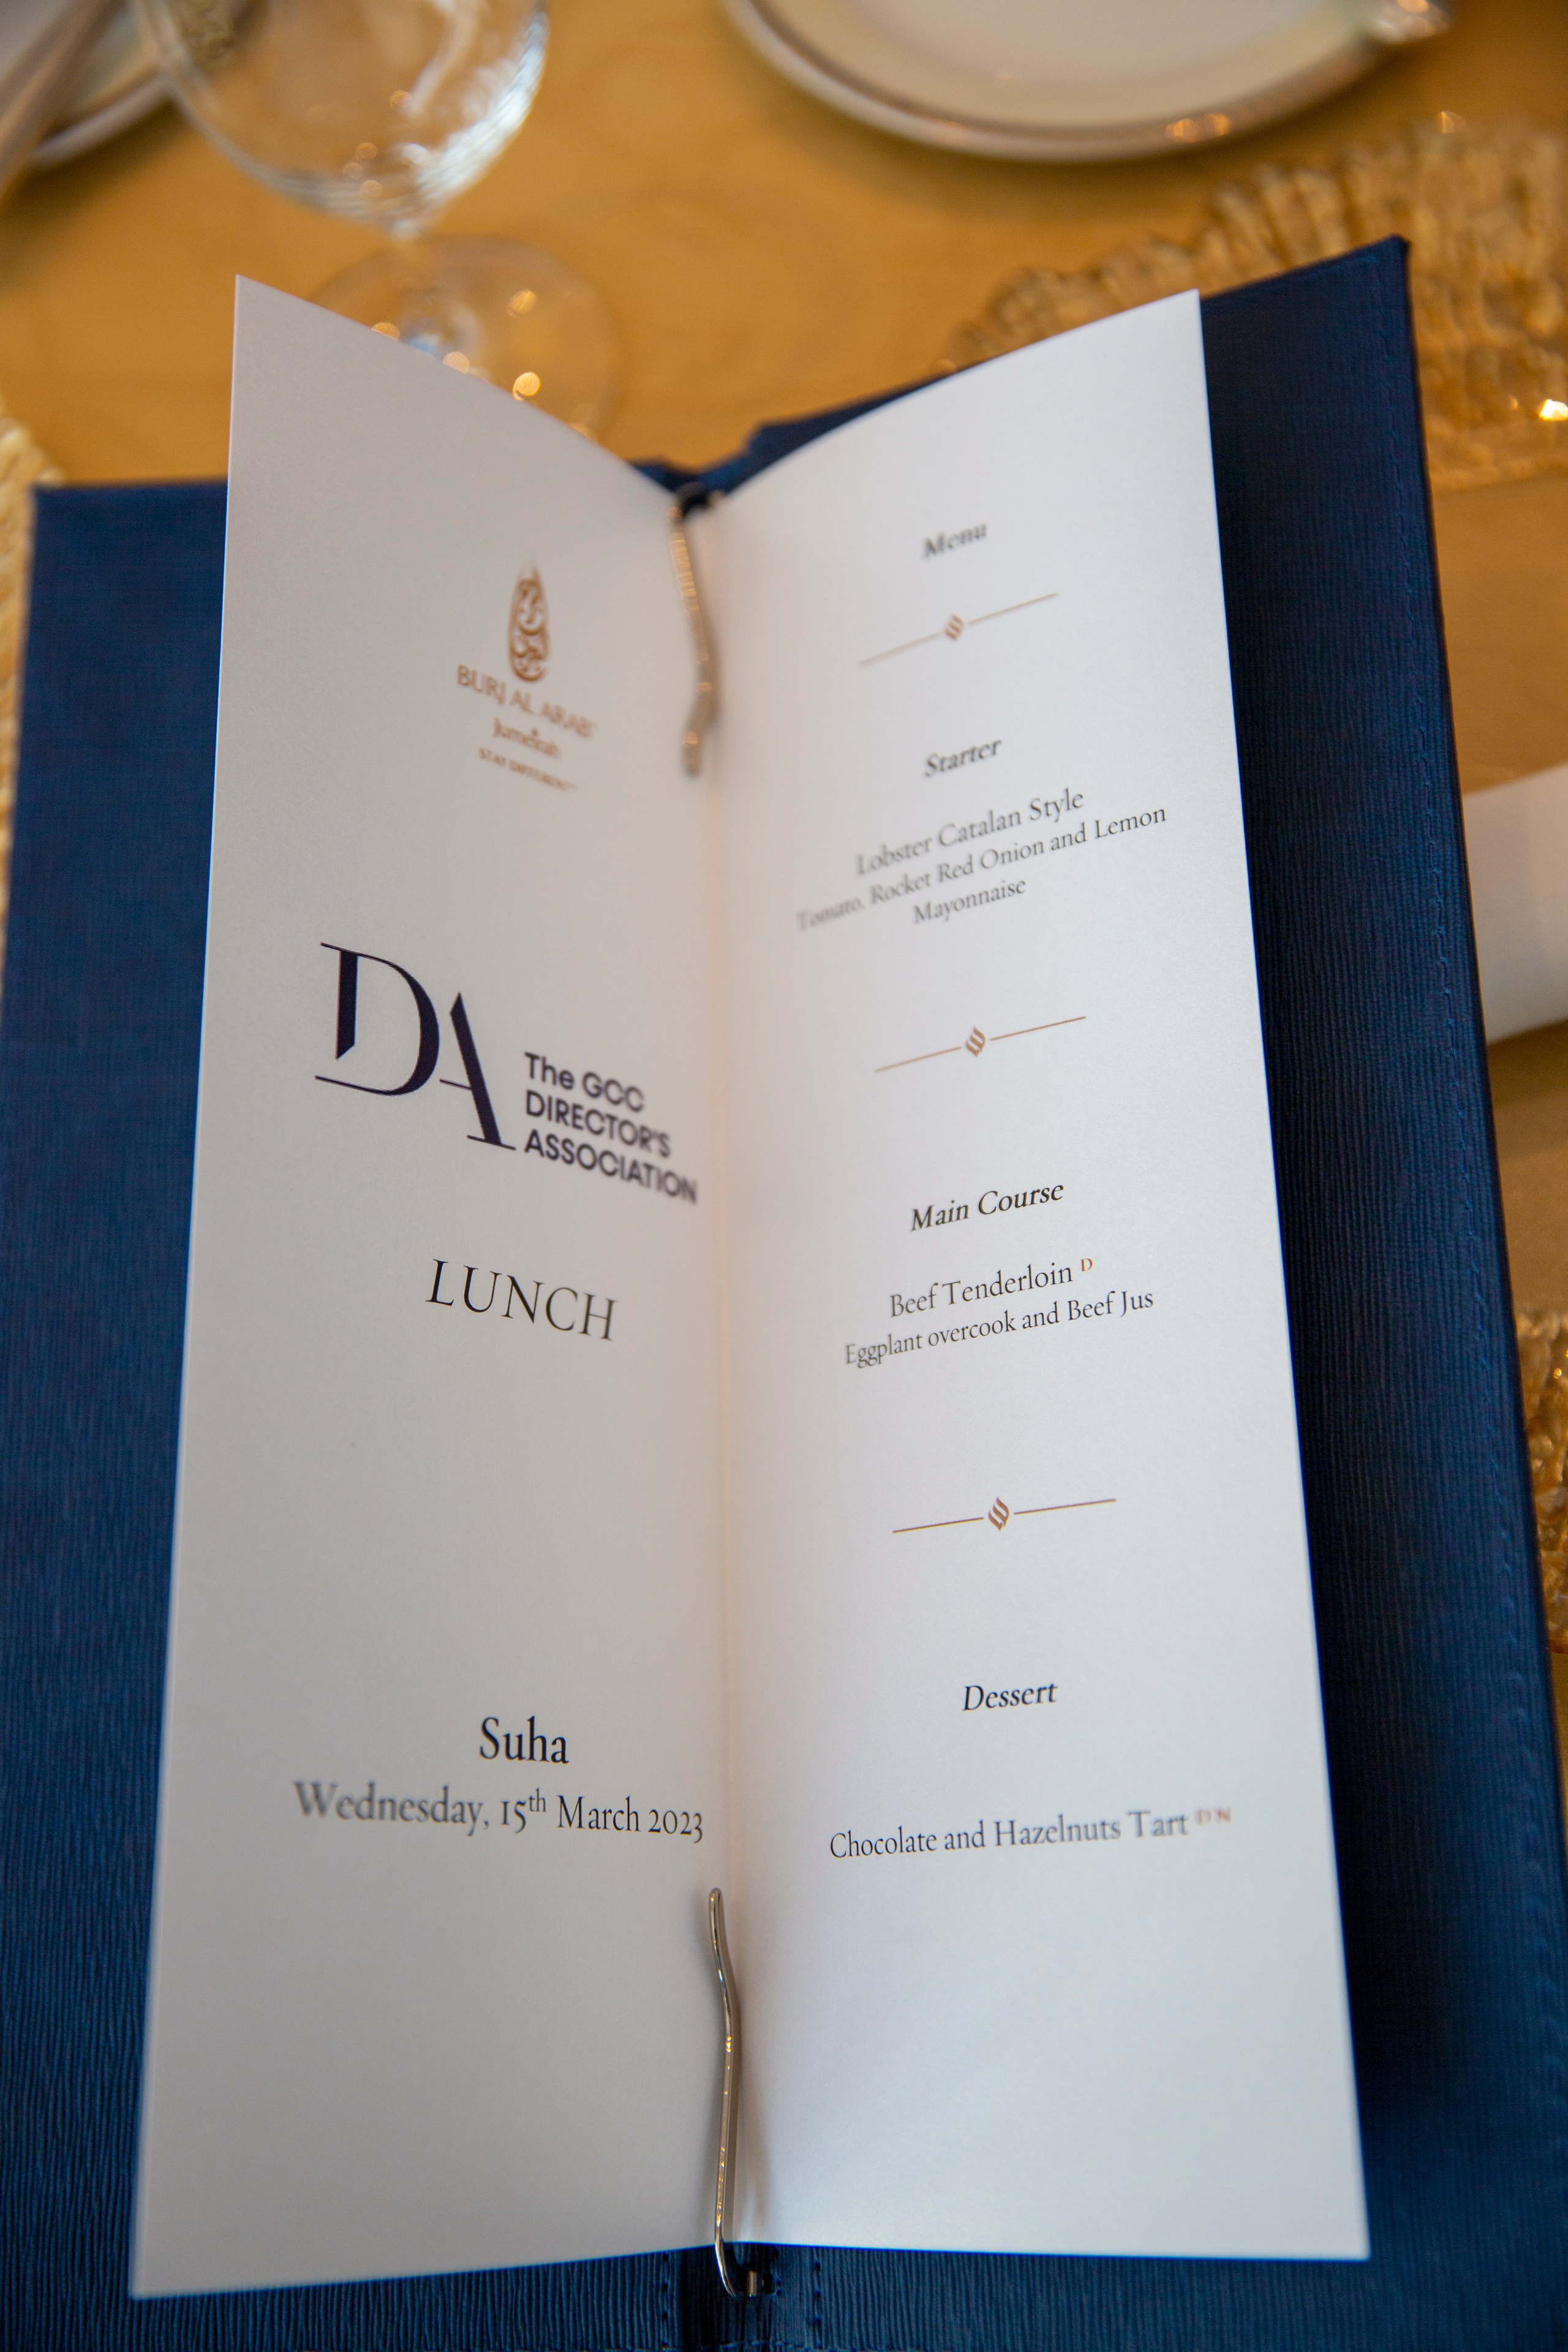 BURJ AL ARAB
Jumeirah
STAY DIFFERENT™
DA
The GCC
DIRECTOR'S
ASSOCIATION
LUNCH
Suha
Wednesday, 15th March 2023
Menu
Starter
Lobster Catalan Style
Tomato, Rocket Red Onion and Lemon
Mayonnaise
Main Course
Beef Tenderloin D
Eggplant overcook and Beef Jus
Dessert
Chocolate and Hazelnuts Tart D N